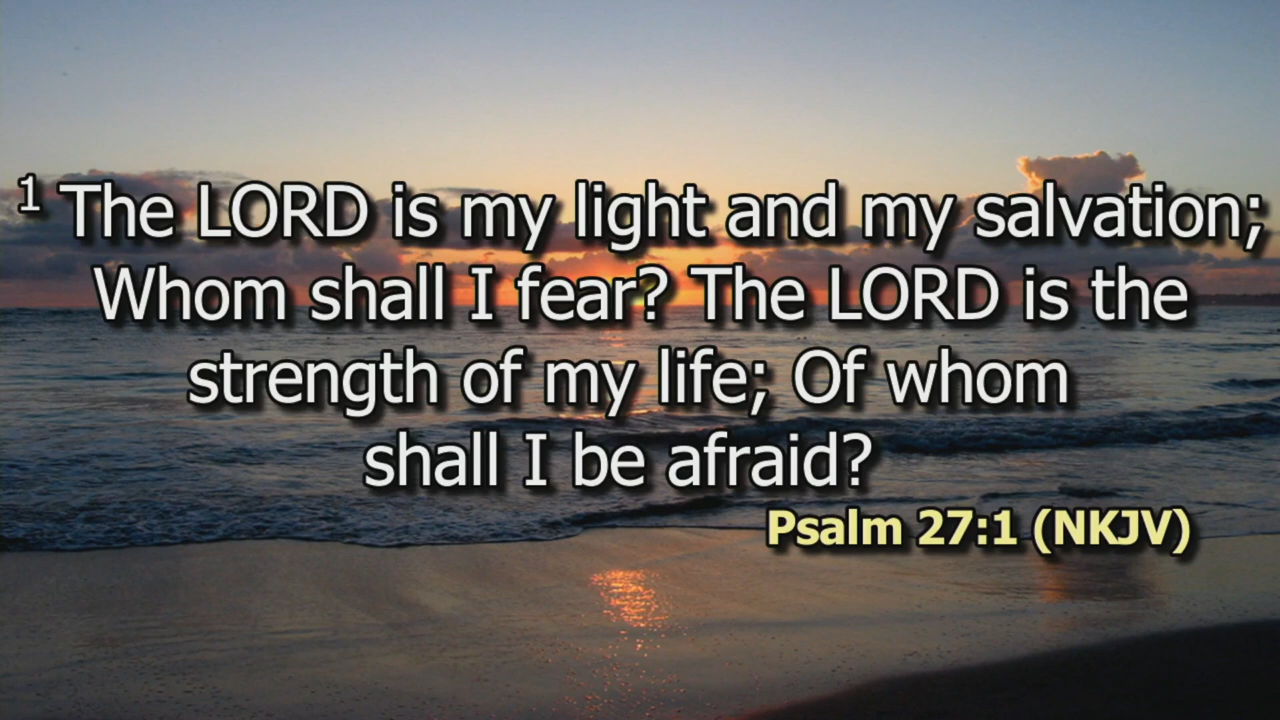 1 The LORD is my light and my salvation;
Whom shall I fear? The LORD is the
strength of my life; Of whom
shall I be afraid?
Psalm 27:1 (NKJV)